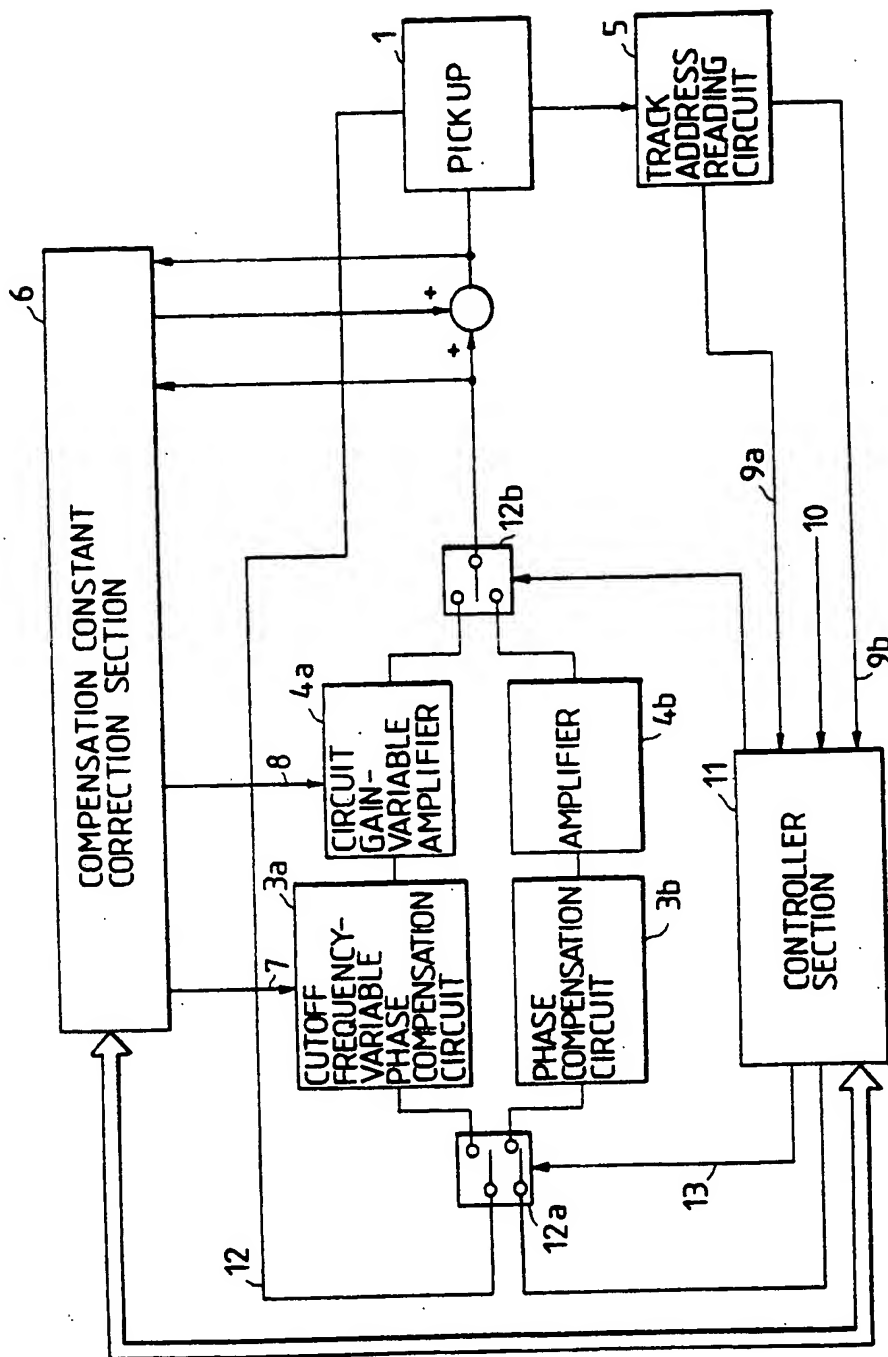 6
COMPENSATION CONSTANT
CORRECTION SECTION
1
PICK UP
5
TRACK
ADDRESS
READING
CIRCUIT
+
+
7
8
3a
CUTOFF
FREQUENCY-
VARIABLE
PHASE
COMPENSATION
CIRCUIT
4a
CIRCUIT
GAIN-
VARIABLE
AMPLIFIER
12b
12
12a
PHASE
COMPENSATION
CIRCUIT
3b
AMPLIFIER
4b
13
11
CONTROLLER
SECTION
9a
10
9b